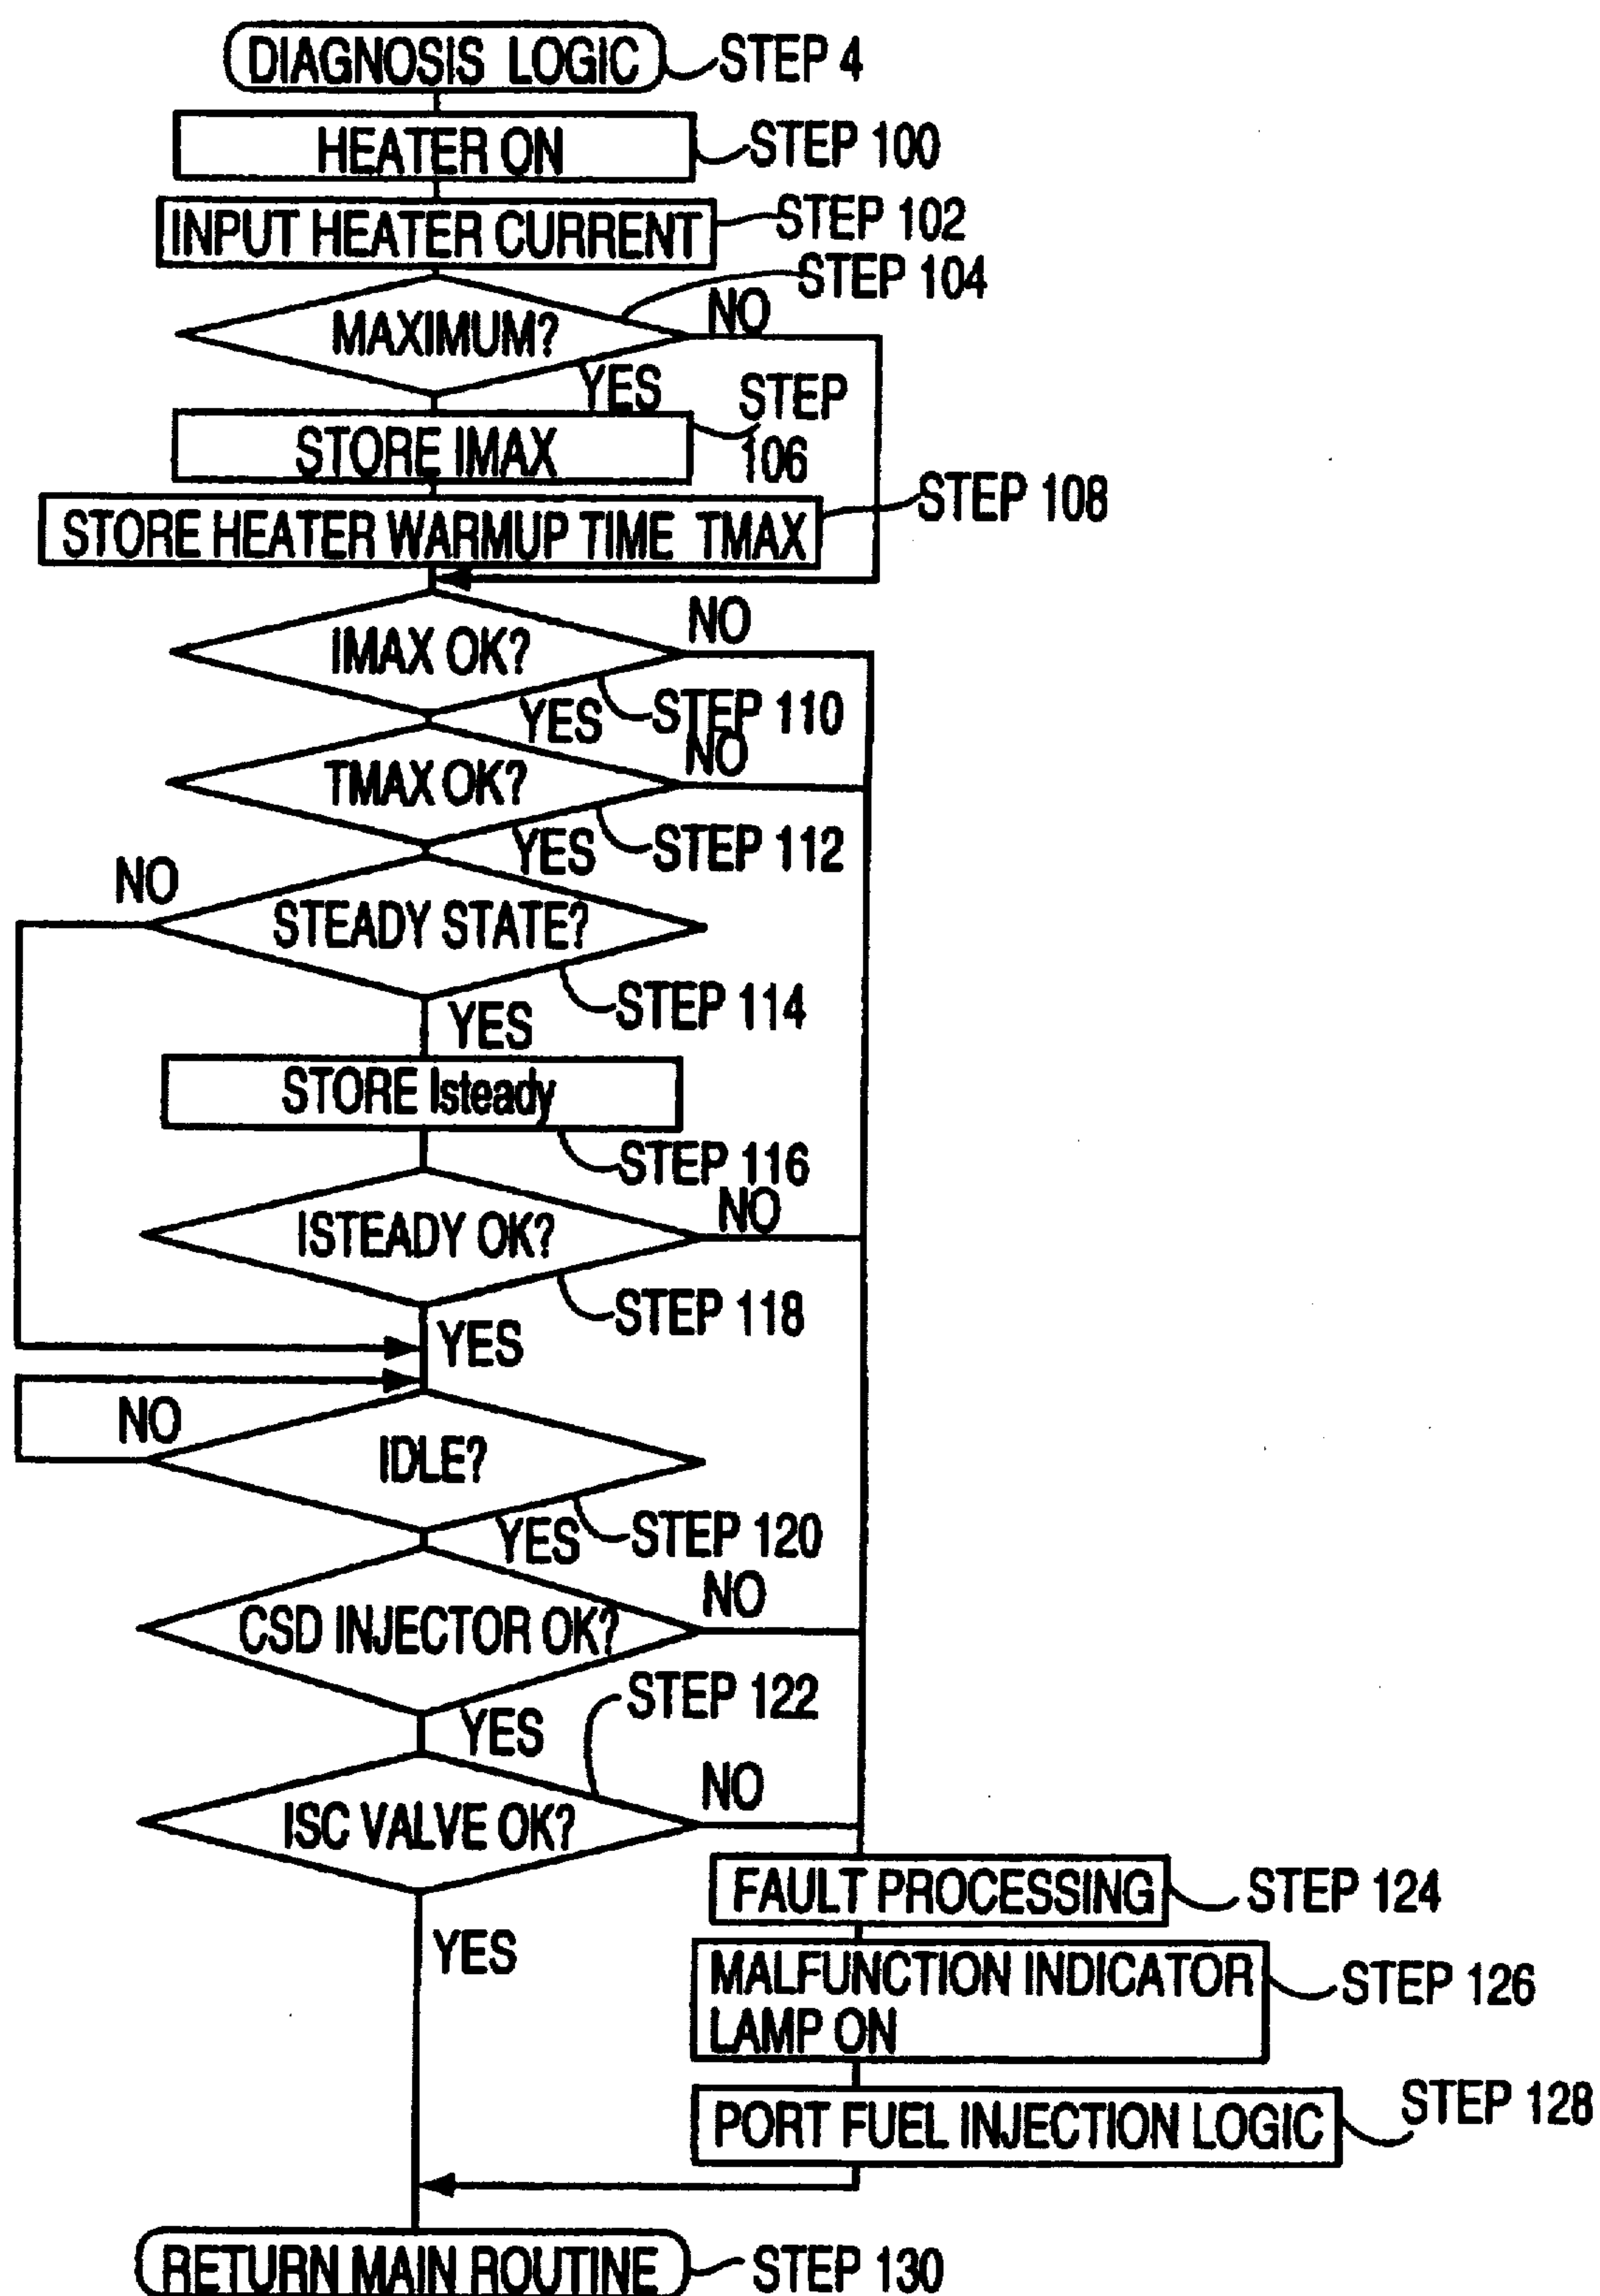 DIAGNOSIS LOGIC
STEP 4
HEATER ON
STEP 100
INPUT HEATER CURRENT
STEP 102
STEP 104
MAXIMUM?
NO
YES
STEP
106
STORE IMAX
STORE HEATER WARMUP TIME TMAX
STEP 108
IMAX OK?
NO
YES
STEP 110
TMAX OK?
NO
YES
STEP 112
NO
STEADY STATE?
STEP 114
YES
STORE Isteady
STEP 116
ISTEADY OK?
NO
STEP 118
YES
NO
IDLE?
YES
STEP 120
CSD INJECTOR OK?
NO
YES
STEP 122
ISC VALVE OK?
NO
YES
FAULT PROCESSING
STEP 124
MALFUNCTION INDICATOR
LAMP ON
STEP 126
PORT FUEL INJECTION LOGIC
STEP 128
RETURN MAIN ROUTINE
STEP 130